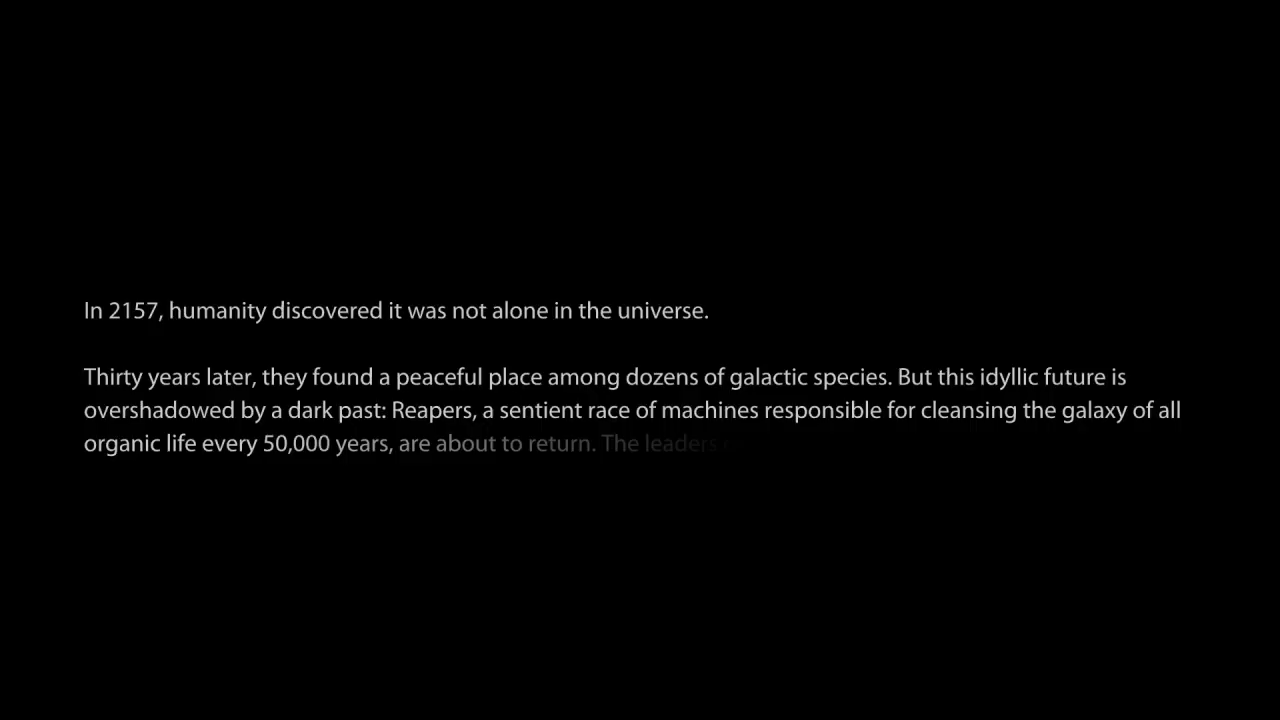 In 2157, humanity discovered it was not alone in the universe.
Thirty years later, they found a peaceful place among dozens of galactic species. But this idyllic future is
overshadowed by a dark past: Reapers, a sentient race of machines responsible for cleansing the galaxy of all
organic life every 50,000 years, are about to return. The leaders